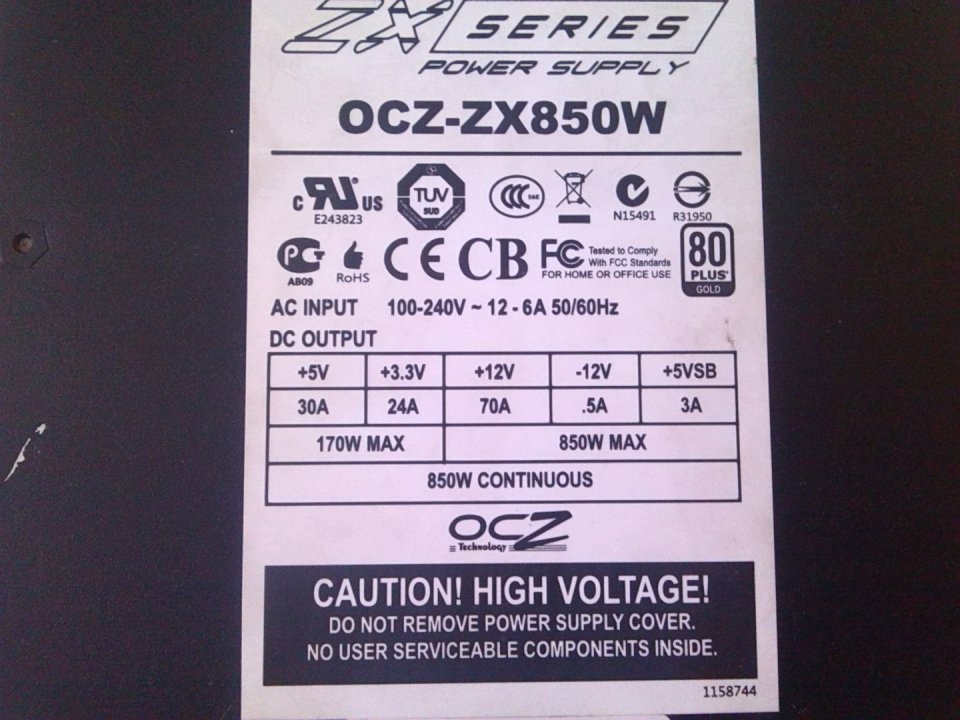 ZX SERIES
POWER SUPPLY
OCZ-ZX850W
C RU US
E243823
TUV
SUD
CCC
S&E
N15491
R31950
PG
AB09
RoHS
CE
CB
FC Tested to Comply
With FCC Standards
FOR HOME OR OFFICE USE
80
PLUS
GOLD
AC INPUT 100-240V ~ 12 - 6A 50/60Hz
DC OUTPUT
+5V +3.3V +12V -12V +5VSB
30A 24A 70A .5A 3A
170W MAX 850W MAX
850W CONTINUOUS
OCZ
Technology
CAUTION! HIGH VOLTAGE!
DO NOT REMOVE POWER SUPPLY COVER.
NO USER SERVICEABLE COMPONENTS INSIDE.
1158744